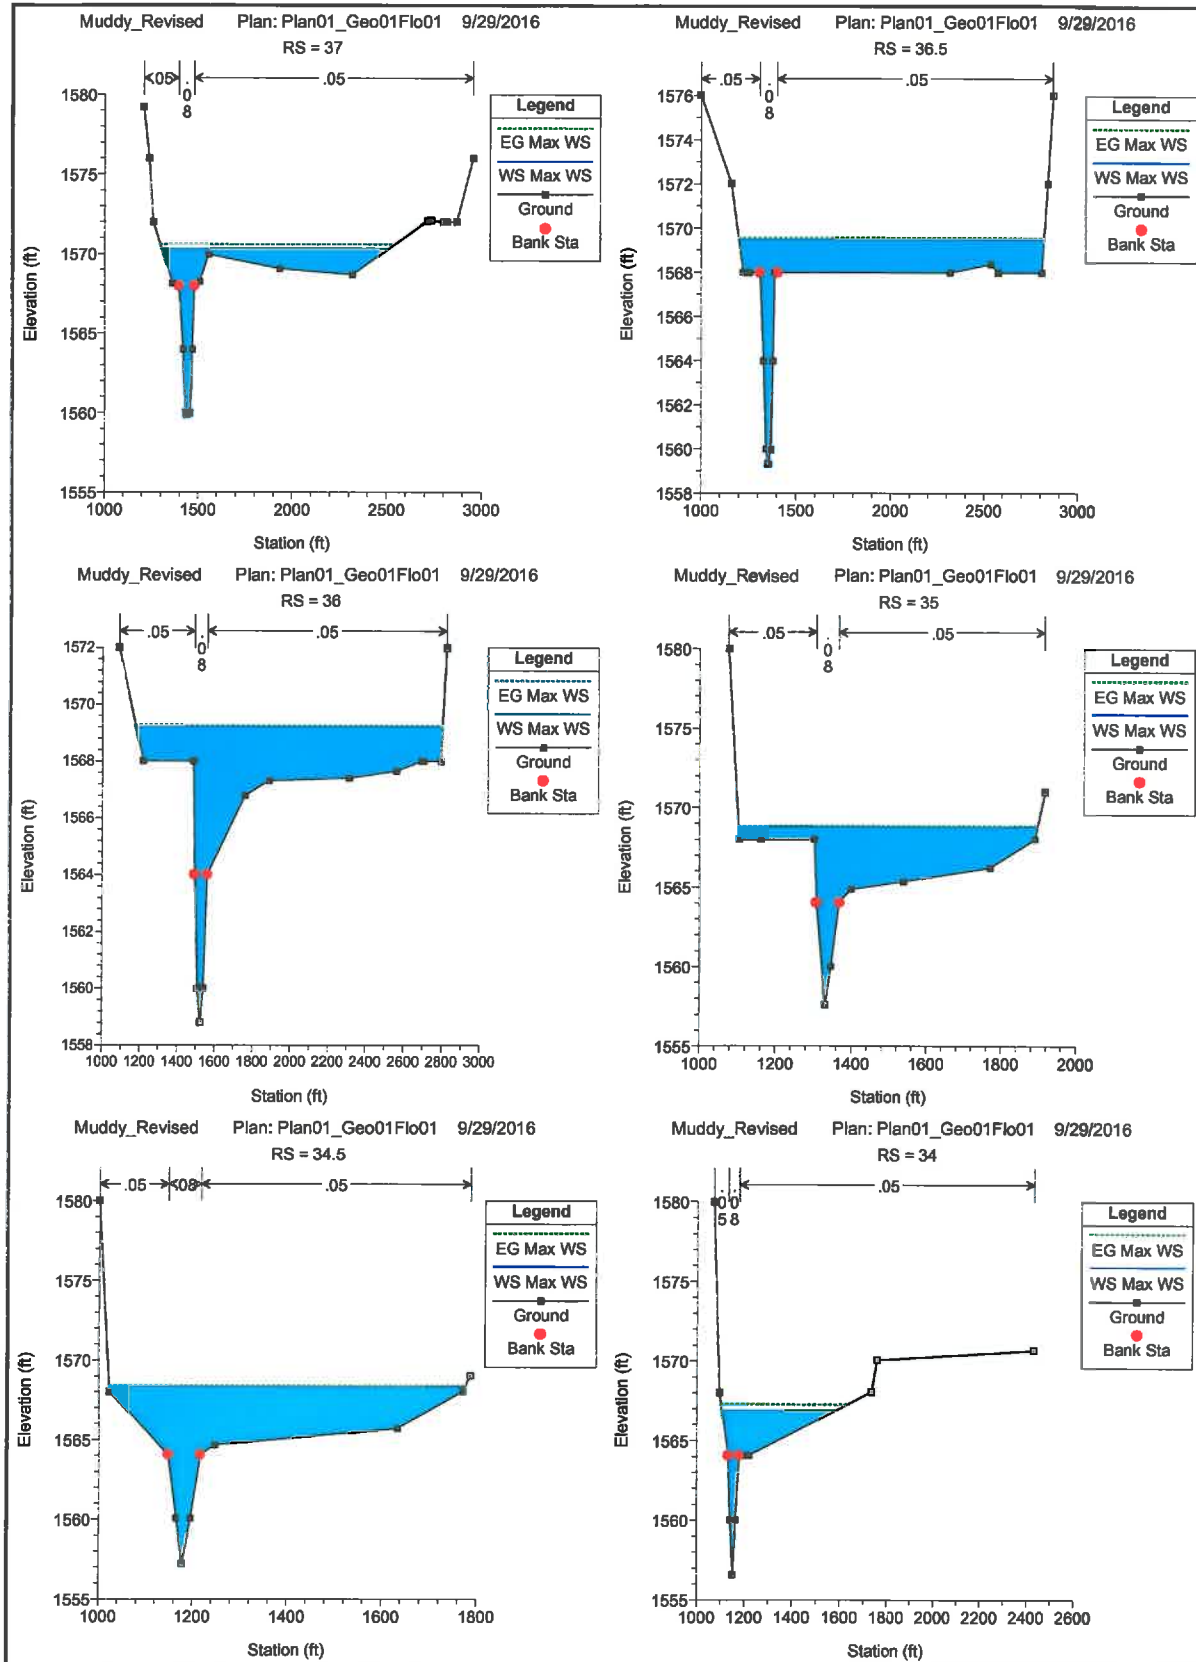 Muddy_Revised Plan: Plan01_Geo01Flo01 9/29/2016
RS = 37
.05 .08 .05
1580
1575
1570
1565
1560
1555
Elevation (ft)
1000 1500 2000 2500 3000
Station (ft)
Legend
EG Max WS
WS Max WS
Ground
Bank Sta
Muddy_Revised Plan: Plan01_Geo01Flo01 9/29/2016
RS = 36.5
.05 .08 .05
1576
1574
1572
1570
1568
1566
1564
1562
1560
1558
Elevation (ft)
1000 1500 2000 2500 3000
Station (ft)
Legend
EG Max WS
WS Max WS
Ground
Bank Sta
Muddy_Revised Plan: Plan01_Geo01Flo01 9/29/2016
RS = 36
.05 .08 .05
1572
1570
1568
1566
1564
1562
1560
1558
Elevation (ft)
1000 1200 1400 1600 1800 2000 2200 2400 2600 2800 3000
Station (ft)
Legend
EG Max WS
WS Max WS
Ground
Bank Sta
Muddy_Revised Plan: Plan01_Geo01Flo01 9/29/2016
RS = 35
.05 .08 .05
1580
1575
1570
1565
1560
1555
Elevation (ft)
1000 1200 1400 1600 1800 2000
Station (ft)
Legend
EG Max WS
WS Max WS
Ground
Bank Sta
Muddy_Revised Plan: Plan01_Geo01Flo01 9/29/2016
RS = 34.5
.05 .08 .05
1580
1575
1570
1565
1560
1555
Elevation (ft)
1000 1200 1400 1600 1800
Station (ft)
Legend
EG Max WS
WS Max WS
Ground
Bank Sta
Muddy_Revised Plan: Plan01_Geo01Flo01 9/29/2016
RS = 34
.05 .08 .05
1580
1575
1570
1565
1560
1555
Elevation (ft)
1000 1200 1400 1600 1800 2000 2200 2400 2600
Station (ft)
Legend
EG Max WS
WS Max WS
Ground
Bank Sta